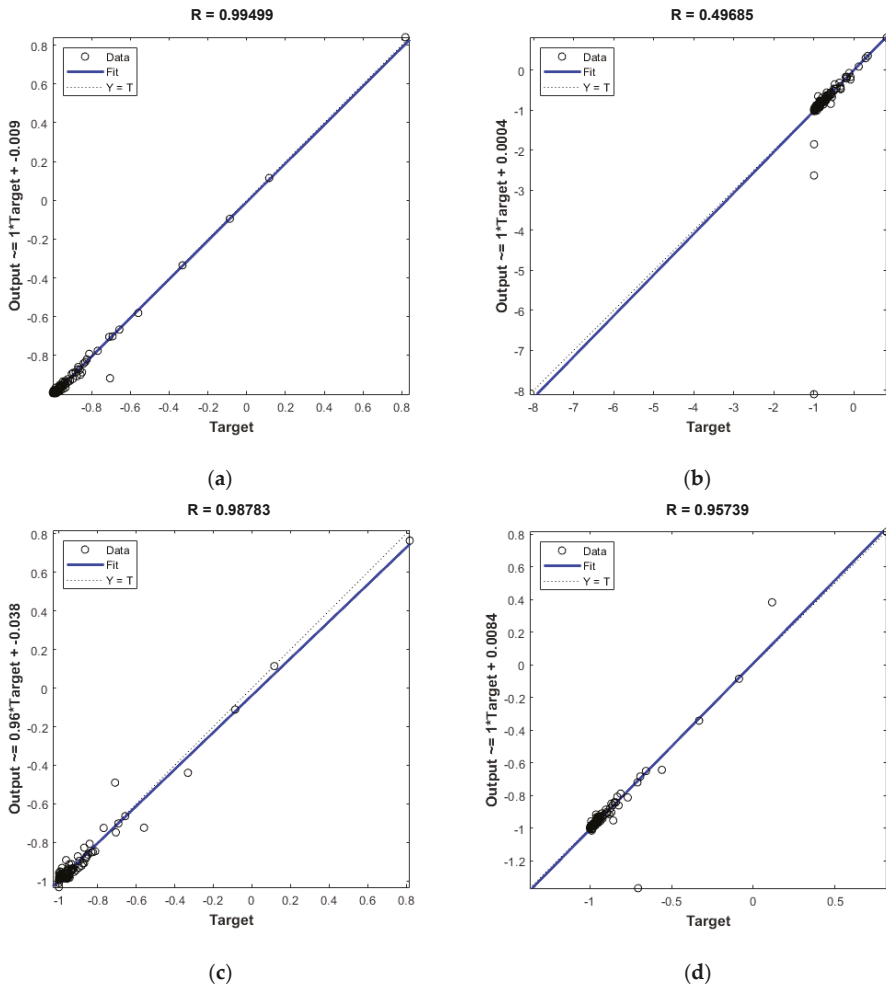 R = 0.99499
Data
Fit
Y = T
Output ~= 1*Target + -0.009
0.8
0.6
0.4
0.2
0
-0.2
-0.4
-0.6
-0.8
-0.8 -0.6 -0.4 -0.2 0 0.2 0.4 0.6 0.8
Target
(a)
R = 0.49685
Data
Fit
Y = T
Output ~= 1*Target + 0.0004
0
-1
-2
-3
-4
-5
-6
-7
-8
-8 -7 -6 -5 -4 -3 -2 -1 0
Target
(b)
R = 0.98783
Data
Fit
Y = T
Output ~= 0.96*Target + -0.038
0.8
0.6
0.4
0.2
0
-0.2
-0.4
-0.6
-0.8
-1
-1 -0.8 -0.6 -0.4 -0.2 0 0.2 0.4 0.6 0.8
Target
(c)
R = 0.95739
Data
Fit
Y = T
Output ~= 1*Target + 0.0084
0.8
0.6
0.4
0.2
0
-0.2
-0.4
-0.6
-0.8
-1
-1.2
-1 -0.5 0 0.5
Target
(d)